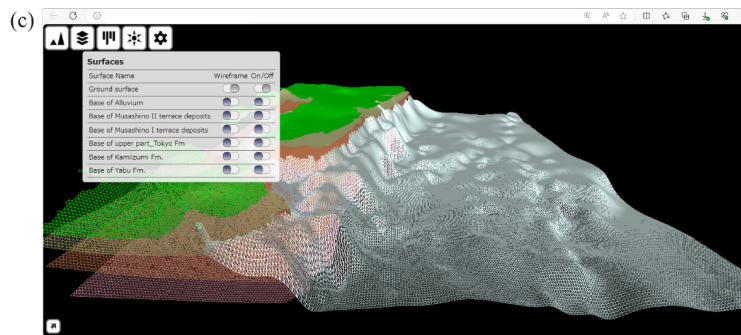 (c)
Surfaces
Surface Name Wireframe On/Off
Ground surface
Base of Alluvium
Base of Musashino II terrace deposits
Base of Musashino I terrace deposits
Base of upper part_Tokyo Fm
Base of Kamizumi Fm.
Base of Yabu Fm.